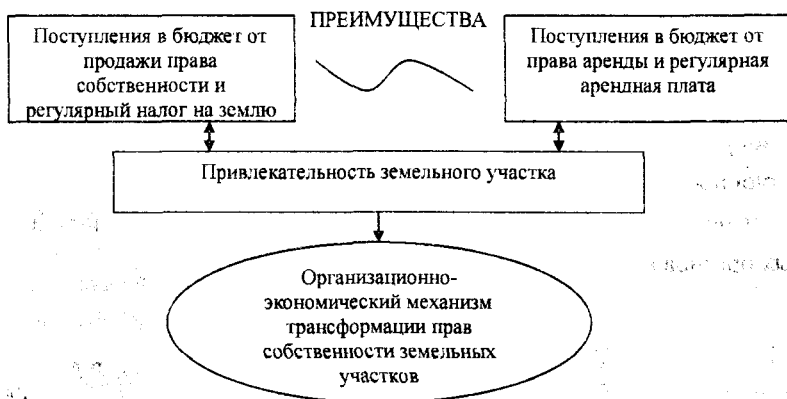 ПРЕИМУЩЕСТВА
Поступления в бюджет от
продажи права
собственности и
регулярный налог на землю
Поступления в бюджет от
права аренды и регулярная
арендная плата
Привлекательность земельного участка
Организационно-
экономический механизм
трансформации прав
собственности земельных
участков